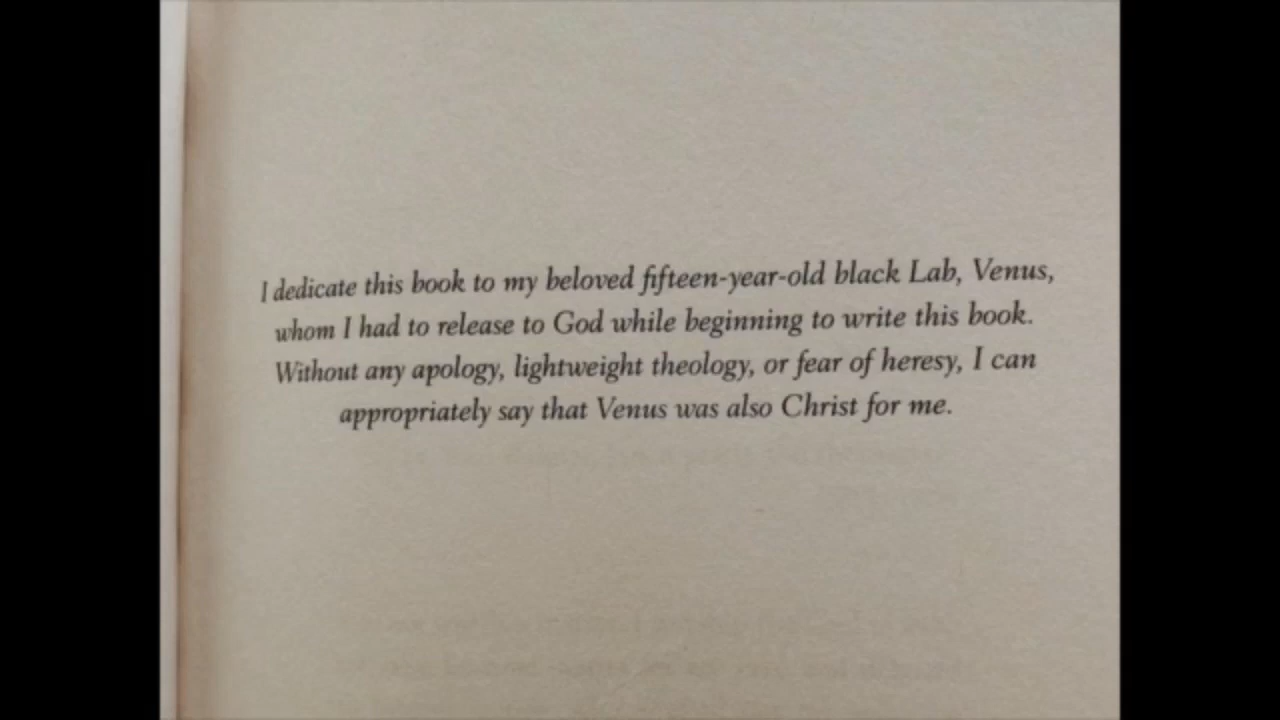 I dedicate this book to my beloved fifteen-year-old black Lab, Venus,
whom I had to release to God while beginning to write this book.
Without any apology, lightweight theology, or fear of heresy, I can
appropriately say that Venus was also Christ for me.